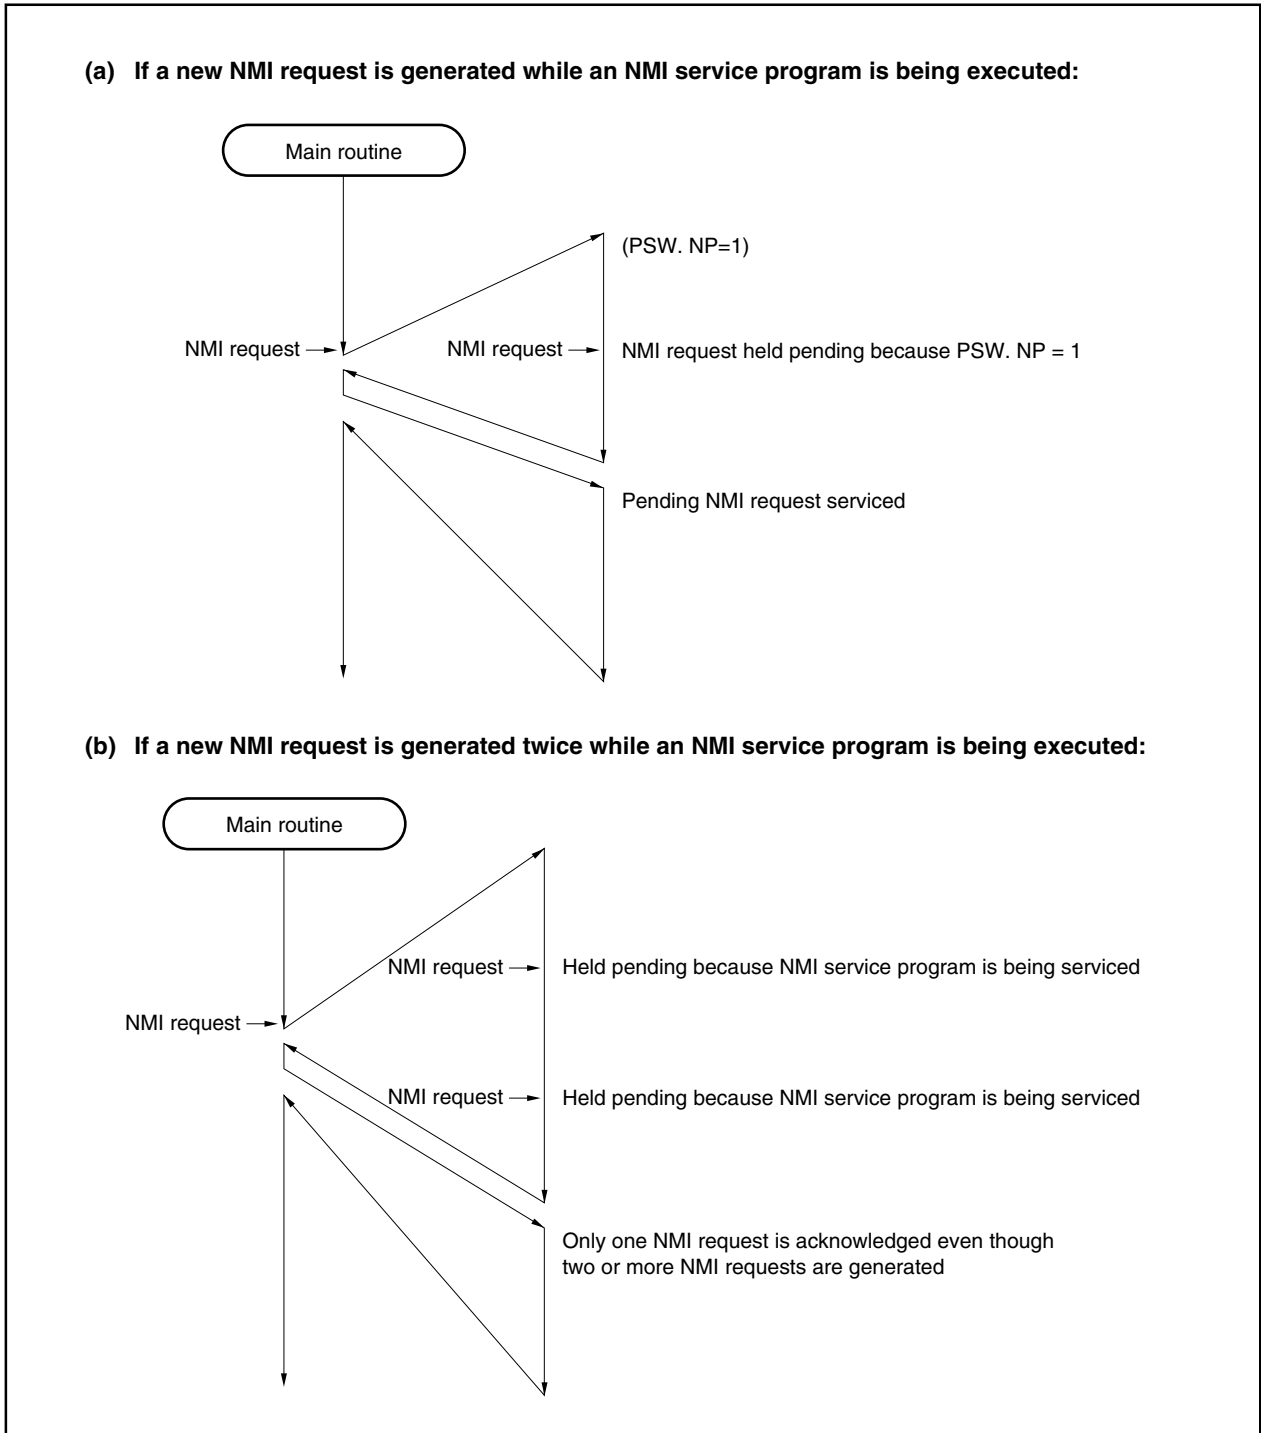 (a) If a new NMI request is generated while an NMI service program is being executed:
Main routine
(PSW. NP=1)
NMI request
NMI request
NMI request held pending because PSW. NP = 1
Pending NMI request serviced
(b) If a new NMI request is generated twice while an NMI service program is being executed:
Main routine
NMI request
Held pending because NMI service program is being serviced
NMI request
NMI request
Held pending because NMI service program is being serviced
Only one NMI request is acknowledged even though
two or more NMI requests are generated